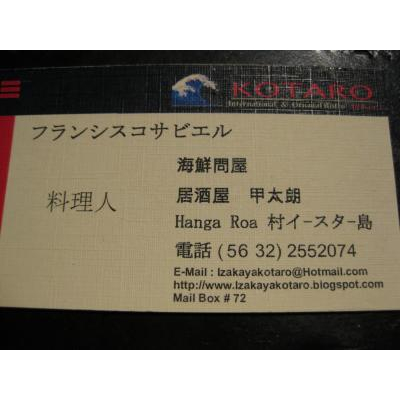 KOTARO
International &
フランシスコサビエル
海鮮問屋
料理人
居酒屋 甲太朗
Hanga Roa 村イースター島
電話 (56 32) 2552074
E-Mail : Izakayakotaro@Hotmail.com
http://www.Izakayakotaro.blogspot.com
Mail Box # 72